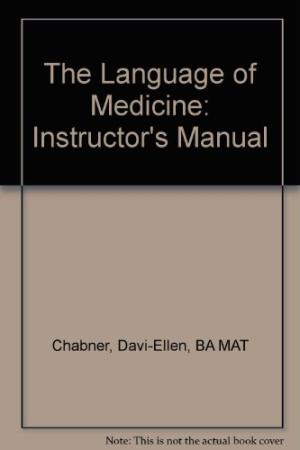 The Language of
Medicine:
Instructor's Manual
Chabner, Davi-Ellen, BA MAT
Note: This is not the actual book cover